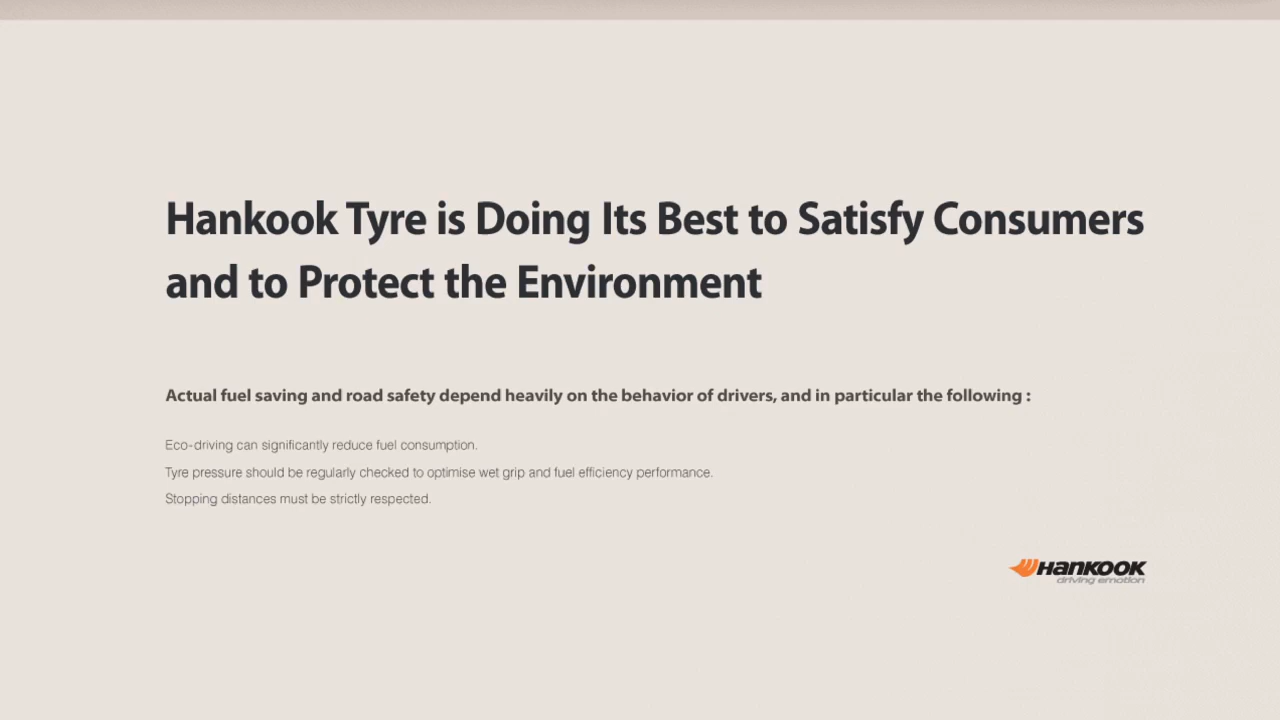 Hankook Tyre is Doing Its Best to Satisfy Consumers
and to Protect the Environment
Actual fuel saving and road safety depend heavily on the behavior of drivers, and in particular the following :
Eco-driving can significantly reduce fuel consumption.
Tyre pressure should be regularly checked to optimise wet grip and fuel efficiency performance.
Stopping distances must be strictly respected.
HANKOOK
driving emotion